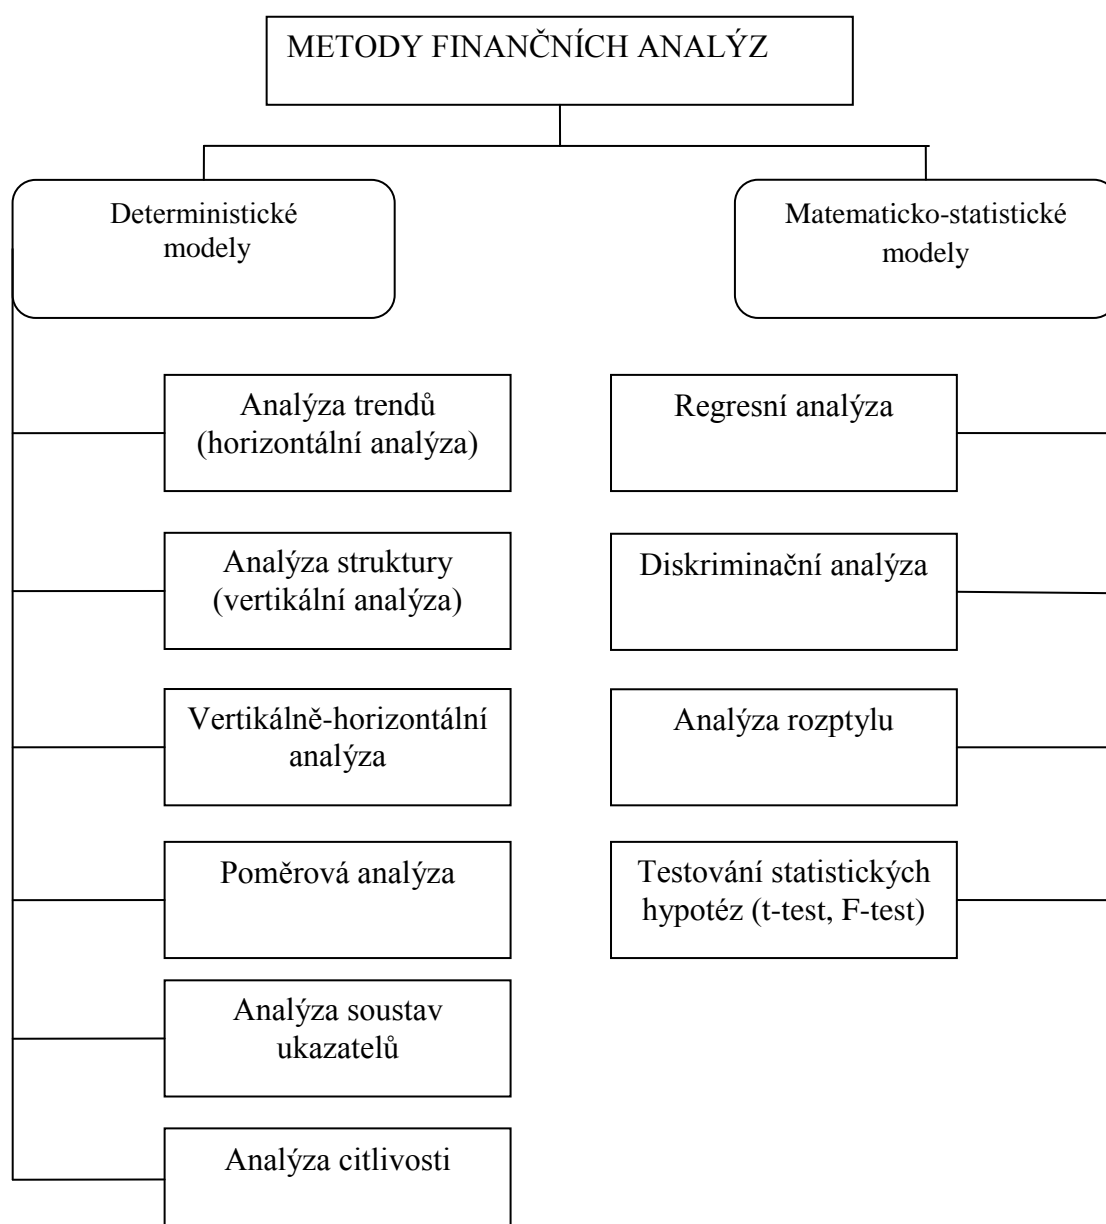 METODY FINANČNÍCH ANALÝZ
Deterministické
modely
Matematicko-statistické
modely
Analýza trendů
(horizontální analýza)
Regresní analýza
Analýza struktury
(vertikální analýza)
Diskriminační analýza
Vertikálně-horizontální
analýza
Analýza rozptylu
Poměrová analýza
Testování statistických
hypotéz (t-test, F-test)
Analýza soustav
ukazatelů
Analýza citlivosti